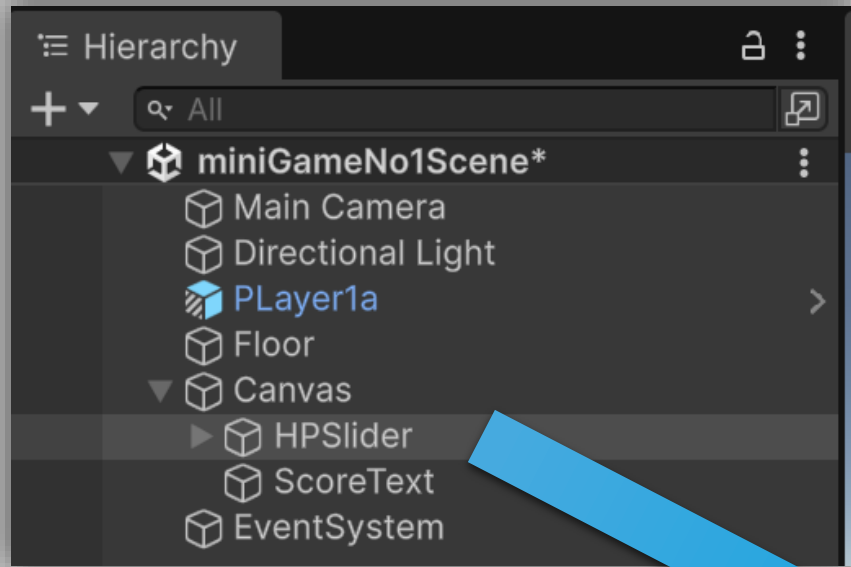 Hierarchy
All
miniGameNo1Scene*
Main Camera
Directional Light
PLayer1a
Floor
Canvas
HPSlider
ScoreText
EventSystem